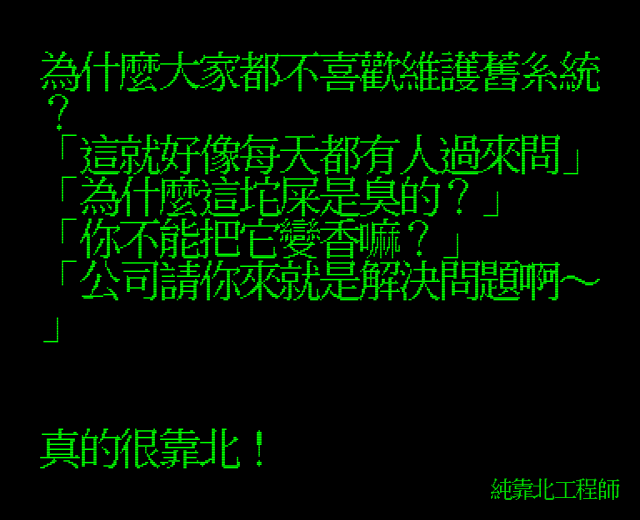 為什麼大家都不喜歡維護舊系統
？
「這就好像每天都有人過來問」
「為什麼這坨屎是臭的？」
「你不能把它變香嘛？」
「公司請你來就是解決問題啊～
」
真的很靠北！
純靠北工程師